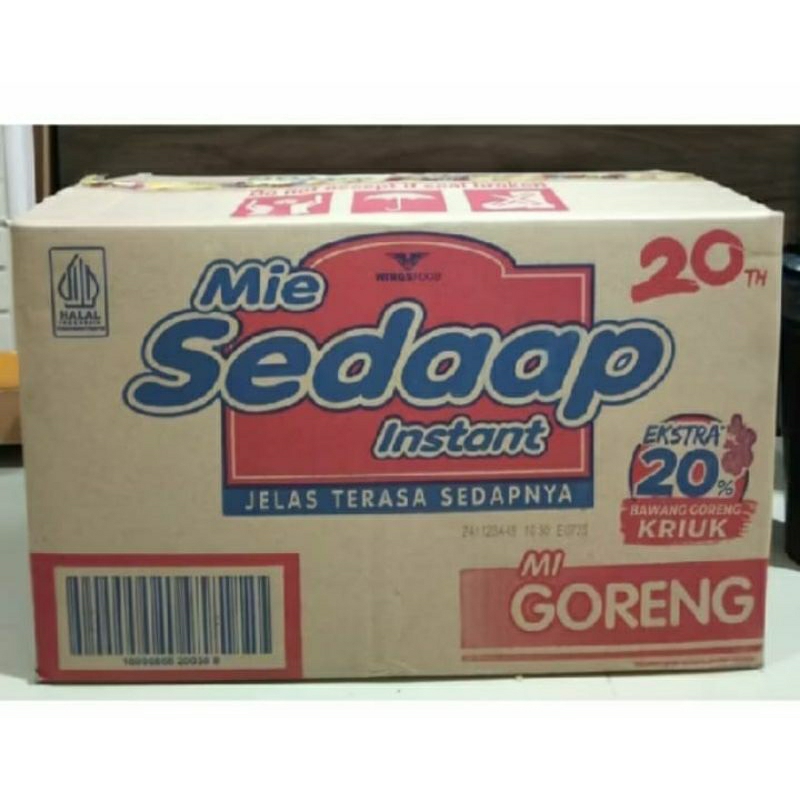 Do not accept if seal broken
WINGSFOOD
Mie
Sedaap
Instant
JELAS TERASA SEDAPNYA
HALAL
INDONESIA
20TH
EKSTRA
20%
BAWANG GORENG
KRIUK
MI
GORENG